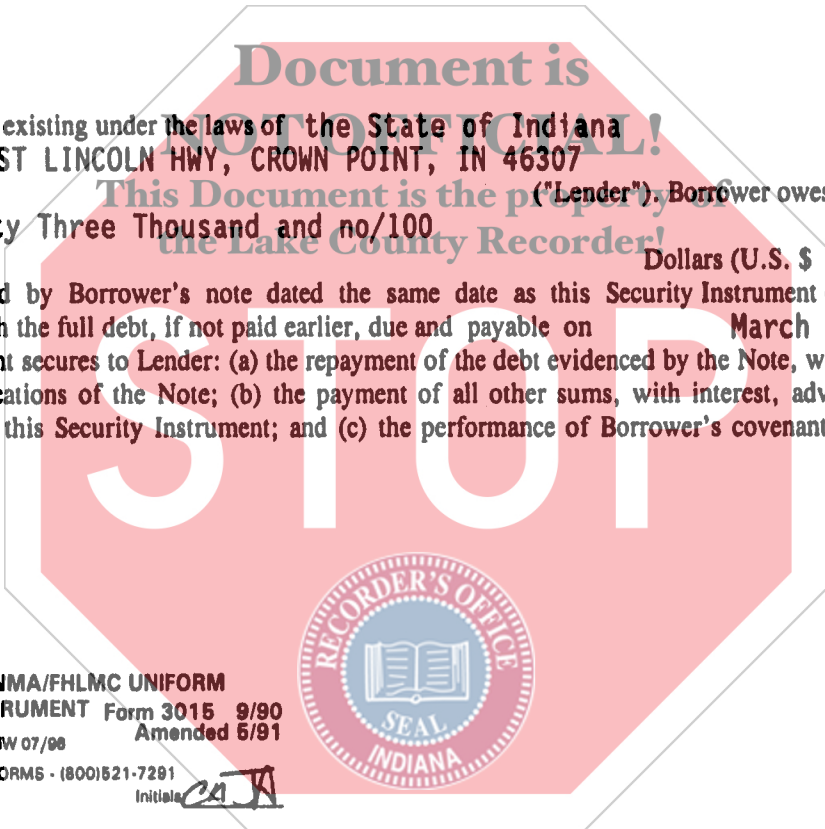 Document is
existing under the laws of the State of Indiana
NOT OFFICIAL!
ST LINCOLN HWY, CROWN POINT, IN 46307
This Document is the property of
("Lender"). Borrower owes
y Three Thousand and no/100
the Lake County Recorder!
Dollars (U.S. $
d by Borrower's note dated the same date as this Security Instrument
h the full debt, if not paid earlier, due and payable on March
nt secures to Lender: (a) the repayment of the debt evidenced by the Note, w
cations of the Note; (b) the payment of all other sums, with interest, adv
this Security Instrument; and (c) the performance of Borrower's covenant
STOP
RECORDER'S OFFICE
SEAL
INDIANA
NMA/FHLMC UNIFORM
RUMENT Form 3015 9/90
Amended 5/91
W 07/96
ORMS - (800)521-7291
Initials